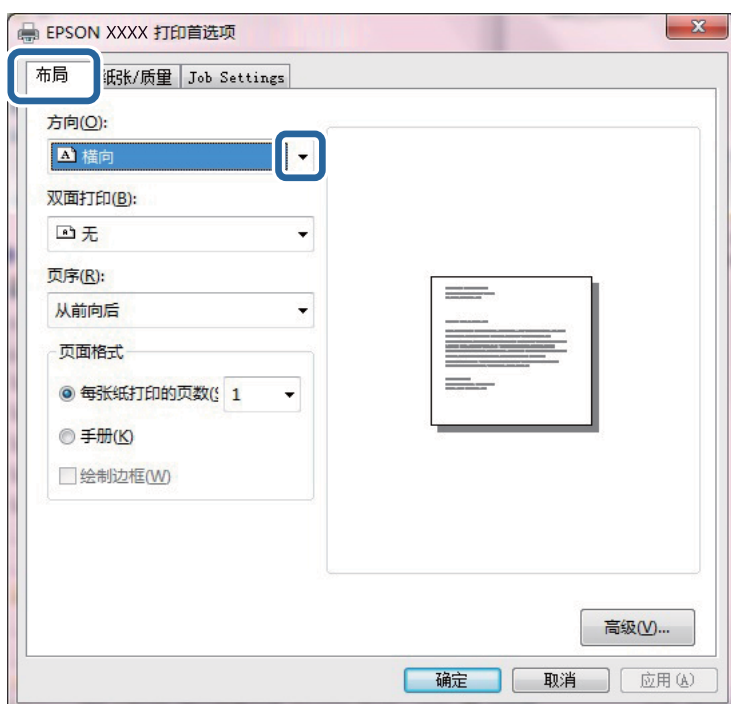 EPSON XXXX 打印首选项
布局 纸张/质量 Job Settings
方向(O):
横向
双面打印(B):
无
页序(R):
从前向后
页面格式
每张纸打印的页数(S 1
手册(K)
绘制边框(W)
高级(V)...
确定 取消 应用(A)